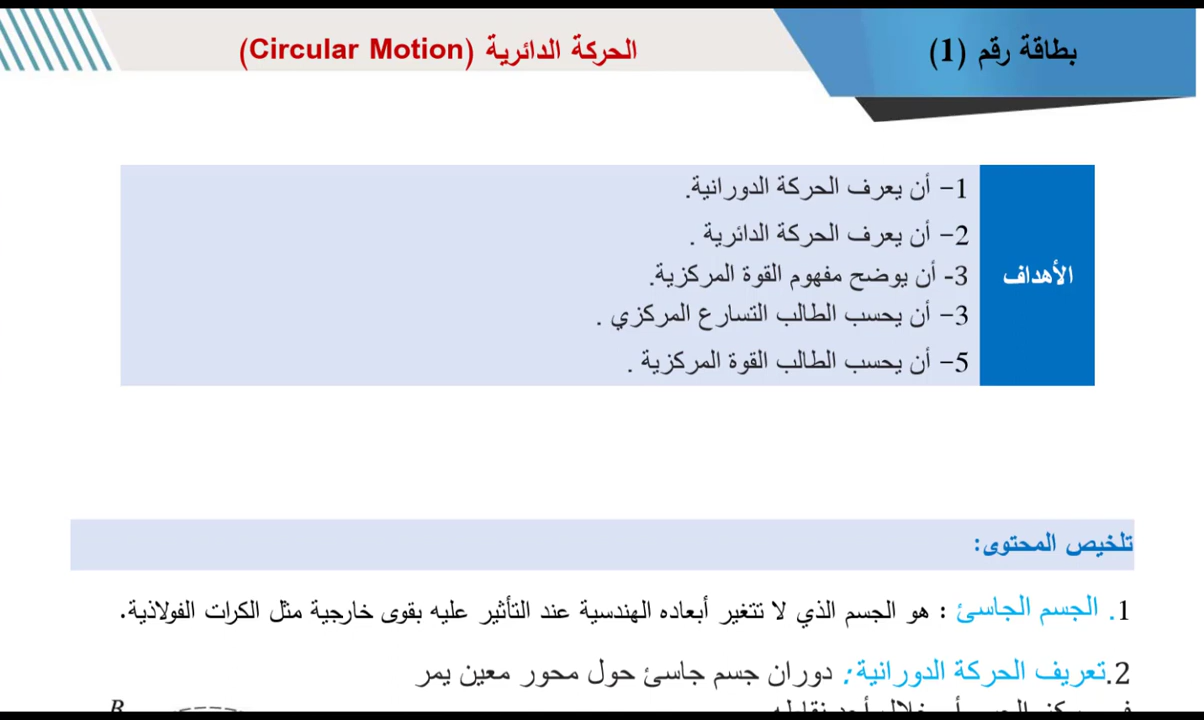 بطاقة رقم (1)
الحركة الدائرية (Circular Motion)
الأهداف
1- أن يعرف الحركة الدورانية.
2- أن يعرف الحركة الدائرية .
3- أن يوضح مفهوم القوة المركزية.
3- أن يحسب الطالب التسارع المركزي .
5- أن يحسب الطالب القوة المركزية .
تلخيص المحتوى:
1. الجسم الجاسئ : هو الجسم الذي لا تتغير أبعاده الهندسية عند التأثير عليه بقوى خارجية مثل الكرات الفولاذية.
2.تعريف الحركة الدورانية: دوران جسم جاسئ حول محور معين يمر